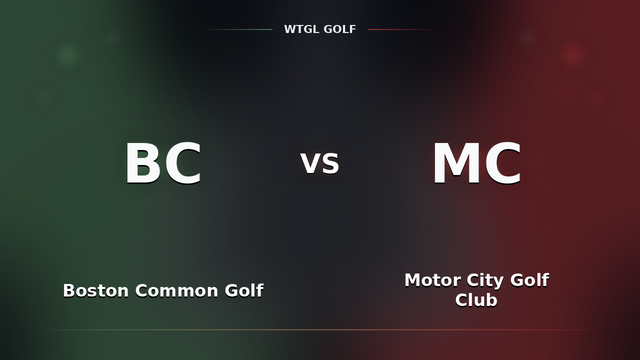 WTGL GOLF
BC
VS
MC
Boston Common Golf
Motor City Golf
Club